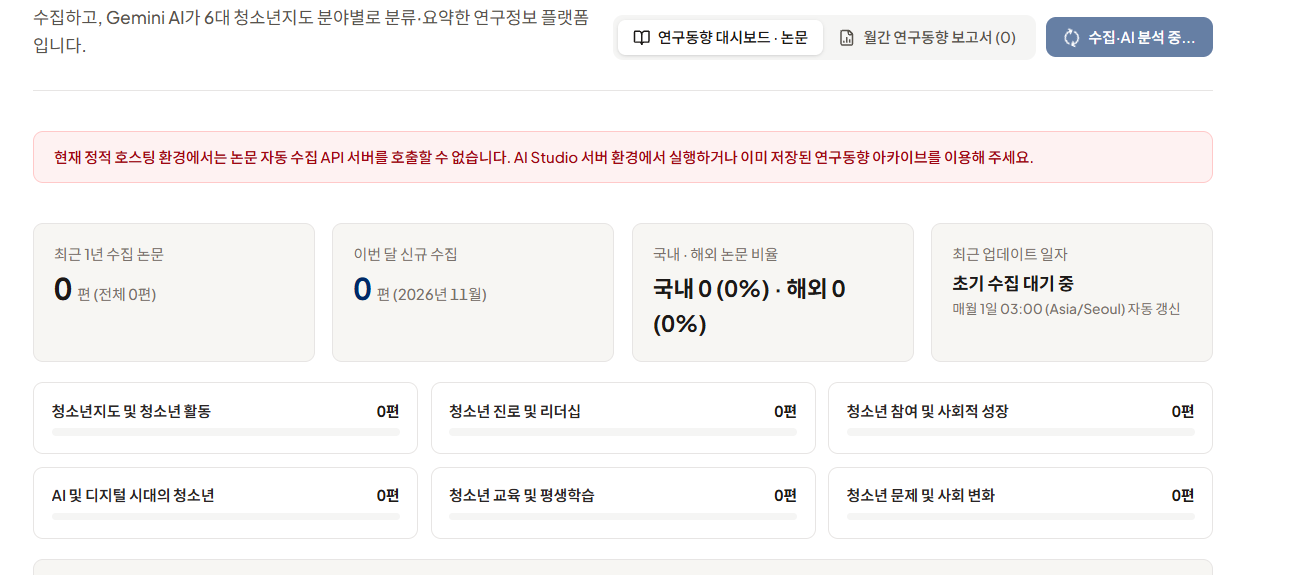 수집하고, Gemini AI가 6대 청소년지도 분야별로 분류·요약한 연구정보 플랫폼
입니다.
연구동향 대시보드 · 논문
월간 연구동향 보고서 (0)
수집·AI 분석 중...
현재 정적 호스팅 환경에서는 논문 자동 수집 API 서버를 호출할 수 없습니다. AI Studio 서버 환경에서 실행하거나 이미 저장된 연구동향 아카이브를 이용해 주세요.
최근 1년 수집 논문
0 편 (전체 0편)
이번 달 신규 수집
0 편 (2026년 11월)
국내 · 해외 논문 비율
국내 0 (0%) · 해외 0
(0%)
최근 업데이트 일자
초기 수집 대기 중
매월 1일 03:00 (Asia/Seoul) 자동 갱신
청소년지도 및 청소년 활동 0편
청소년 진로 및 리더십 0편
청소년 참여 및 사회적 성장 0편
AI 및 디지털 시대의 청소년 0편
청소년 교육 및 평생학습 0편
청소년 문제 및 사회 변화 0편